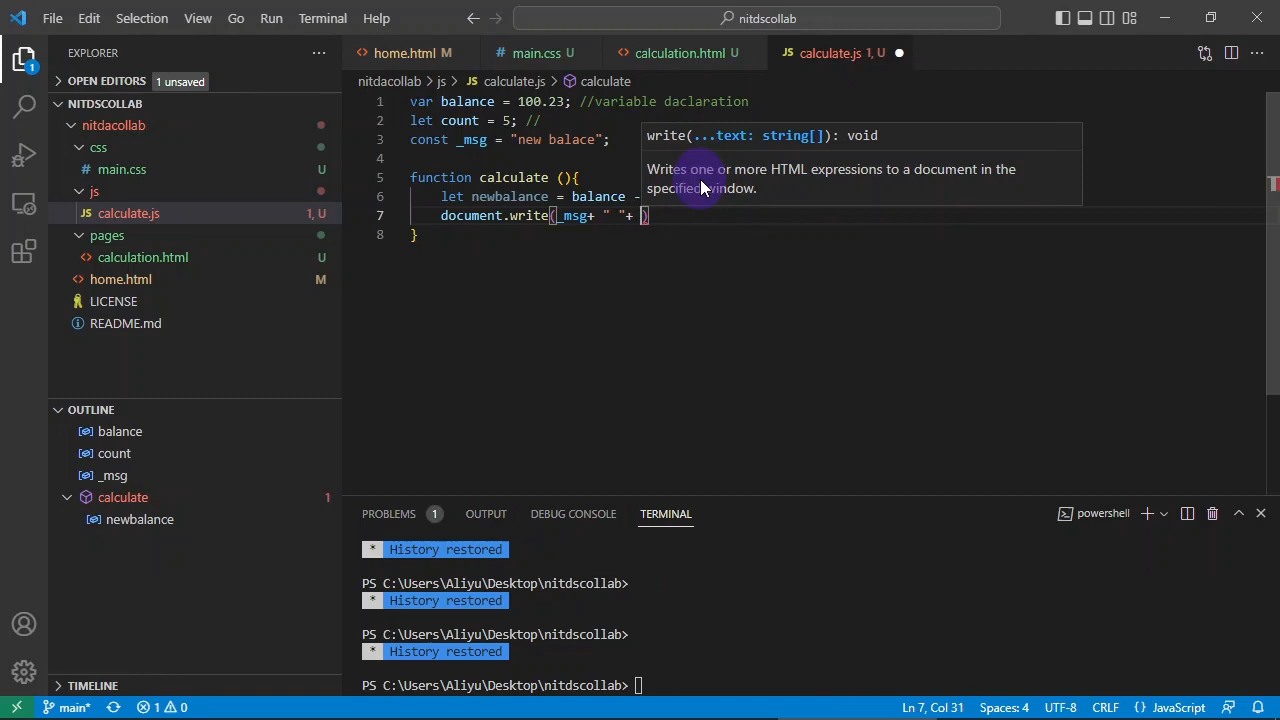 File Edit Selection View Go Run Terminal Help
nitdscollab
EXPLORER
OPEN EDITORS 1 unsaved
NITDSCOLLAB
nitdacollab
css
main.css U
js
calculate.js 1, U
pages
calculation.html U
home.html M
LICENSE
README.md
OUTLINE
balance
count
_msg
calculate 1
newbalance
TIMELINE
home.html M main.css U calculation.html U calculate.js 1, U
nitdacollab > js > calculate.js > calculate
1 var balance = 100.23; //variable daclaration
2 let count = 5; //
3 const _msg = "new balace";
4
5 function calculate (){
6 let newbalance = balance -
7 document.write(_msg+ " "+ )
8 }
write(...text: string[]): void
Writes one or more HTML expressions to a document in the
specified window.
PROBLEMS 1 OUTPUT DEBUG CONSOLE TERMINAL
powershell
* History restored
PS C:\Users\Aliyu\Desktop\nitdscollab>
* History restored
PS C:\Users\Aliyu\Desktop\nitdscollab>
* History restored
PS C:\Users\Aliyu\Desktop\nitdscollab>
main* 1 0 Ln 7, Col 31 Spaces: 4 UTF-8 CRLF {} JavaScript